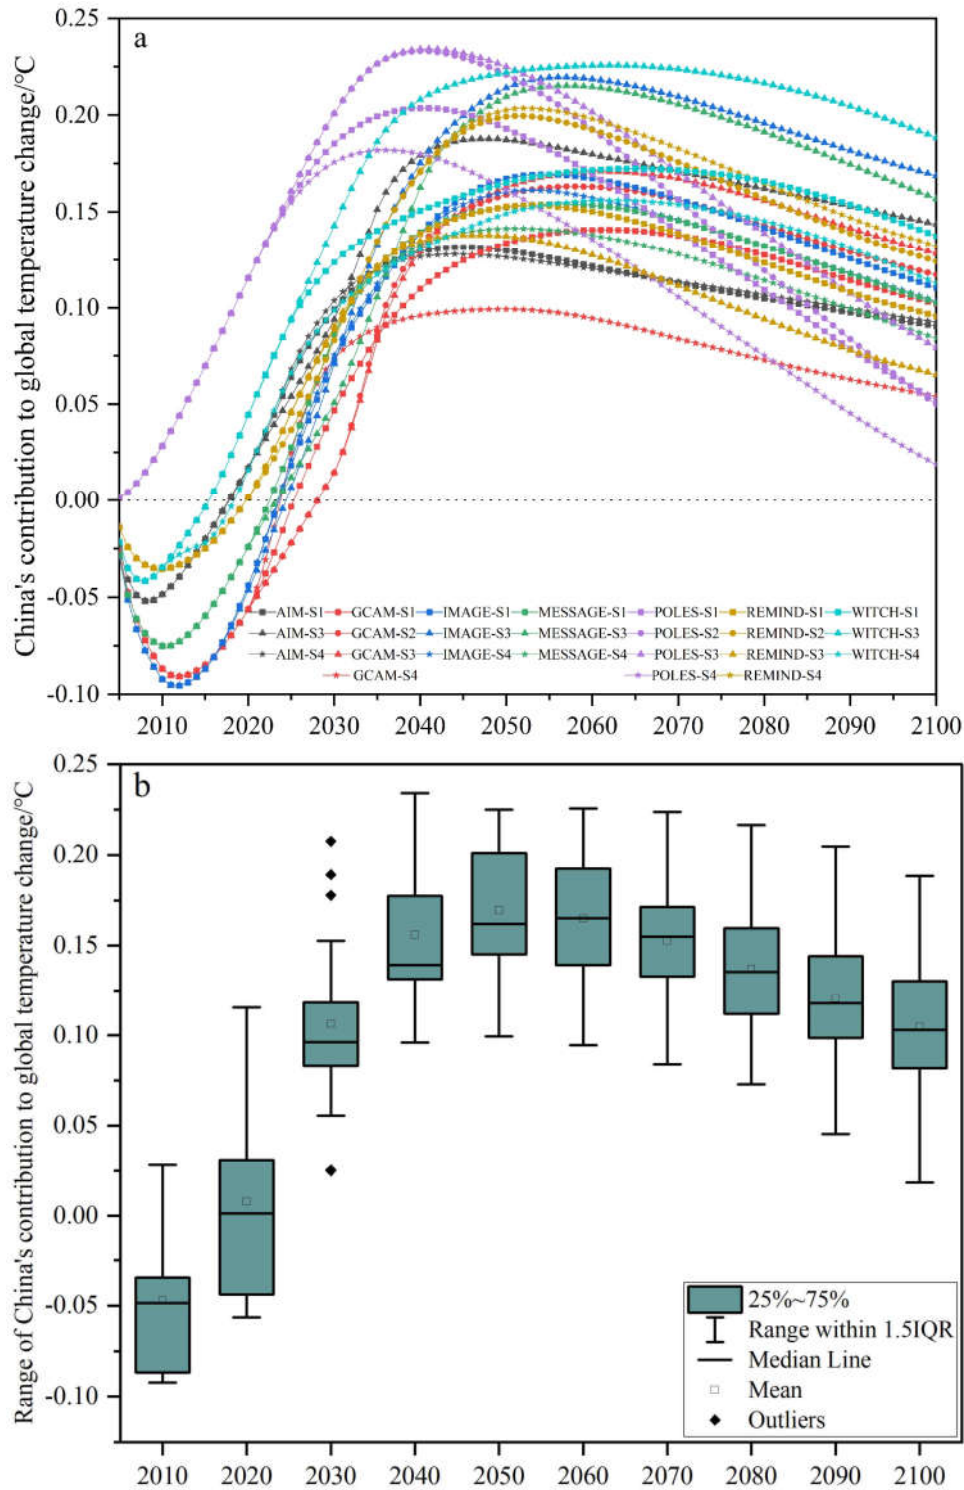 China's contribution to global temperature change/°C
a
0.25
0.20
0.15
0.10
0.05
0.00
-0.05
-0.10
AIM-S1 GCAM-S1 IMAGE-S1 MESSAGE-S1 POLES-S1 REMIND-S1 WITCH-S1
AIM-S3 GCAM-S2 IMAGE-S3 MESSAGE-S3 POLES-S2 REMIND-S2 WITCH-S3
AIM-S4 GCAM-S3 IMAGE-S4 MESSAGE-S4 POLES-S3 REMIND-S3 WITCH-S4
GCAM-S4 POLES-S4 REMIND-S4
2010 2020 2030 2040 2050 2060 2070 2080 2090 2100
Range of China's contribution to global temperature change/°C
b
0.25
0.20
0.15
0.10
0.05
0.00
-0.05
-0.10
25%~75%
Range within 1.5IQR
Median Line
Mean
Outliers
2010 2020 2030 2040 2050 2060 2070 2080 2090 2100